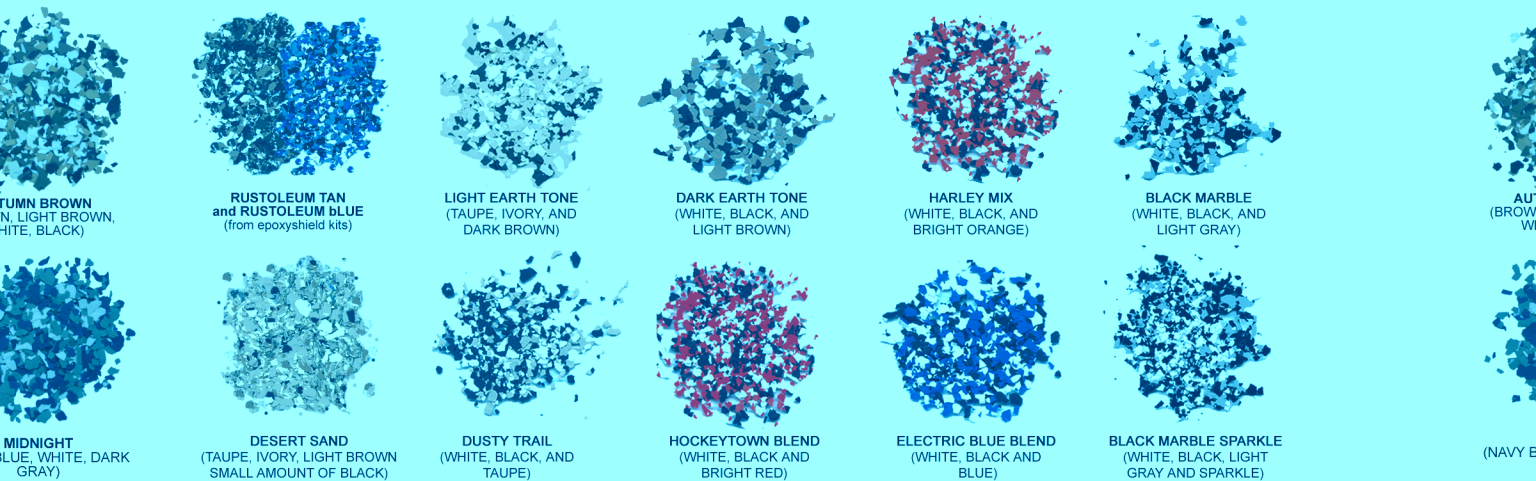 TUMN BROWN
N, LIGHT BROWN,
HITE, BLACK)
RUSTOLEUM TAN
and RUSTOLEUM bLUE
(from epoxyshield kits)
LIGHT EARTH TONE
(TAUPE, IVORY, AND
DARK BROWN)
DARK EARTH TONE
(WHITE, BLACK, AND
LIGHT BROWN)
HARLEY MIX
(WHITE, BLACK, AND
BRIGHT ORANGE)
BLACK MARBLE
(WHITE, BLACK, AND
LIGHT GRAY)
AUT
(BROW
WH
MIDNIGHT
BLUE, WHITE, DARK
GRAY)
DESERT SAND
(TAUPE, IVORY, LIGHT BROWN
SMALL AMOUNT OF BLACK)
DUSTY TRAIL
(WHITE, BLACK, AND
TAUPE)
HOCKEYTOWN BLEND
(WHITE, BLACK AND
BRIGHT RED)
ELECTRIC BLUE BLEND
(WHITE, BLACK AND
BLUE)
BLACK MARBLE SPARKLE
(WHITE, BLACK, LIGHT
GRAY AND SPARKLE)
(NAVY B